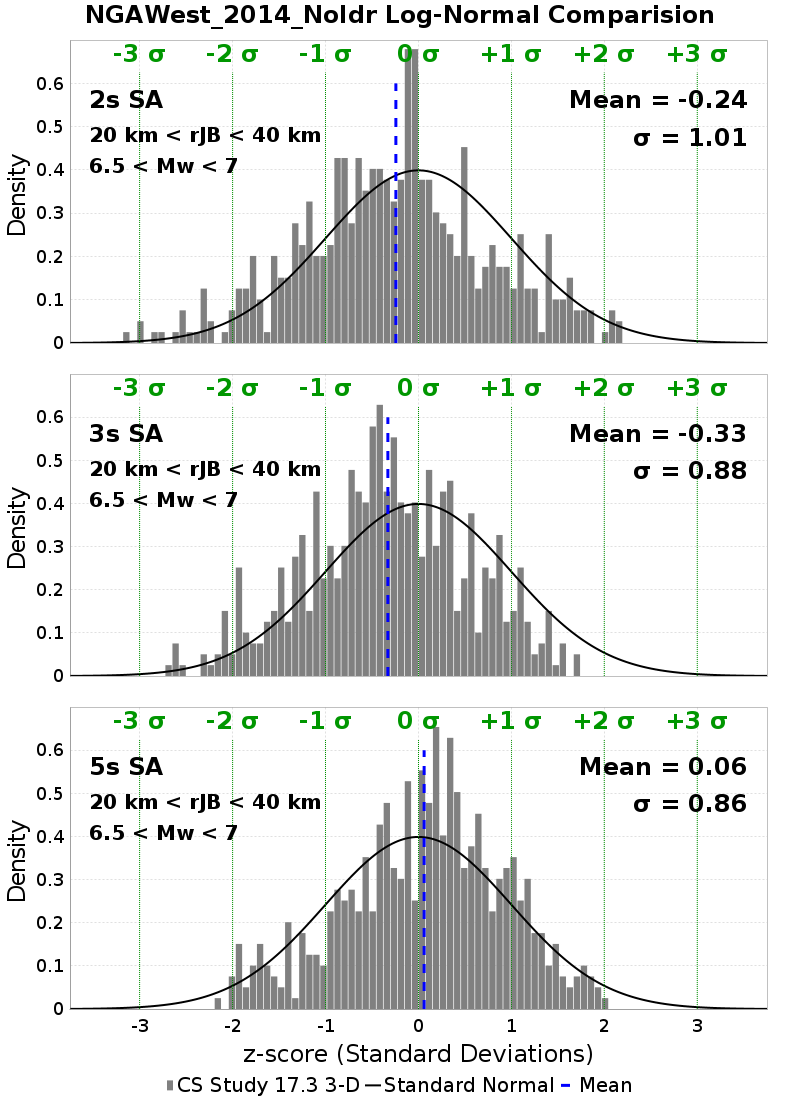 NGAWest_2014_NoIdr Log-Normal Comparision
-3 σ -2 σ -1 σ 0 σ +1 σ +2 σ +3 σ
2s SA Mean = -0.24
20 km < rJB < 40 km σ = 1.01
6.5 < Mw < 7
Density
0.6
0.5
0.4
0.3
0.2
0.1
0
-3 σ -2 σ -1 σ 0 σ +1 σ +2 σ +3 σ
3s SA Mean = -0.33
20 km < rJB < 40 km σ = 0.88
6.5 < Mw < 7
Density
0.6
0.5
0.4
0.3
0.2
0.1
0
-3 σ -2 σ -1 σ 0 σ +1 σ +2 σ +3 σ
5s SA Mean = 0.06
20 km < rJB < 40 km σ = 0.86
6.5 < Mw < 7
Density
0.6
0.5
0.4
0.3
0.2
0.1
0
-3 -2 -1 0 1 2 3
z-score (Standard Deviations)
CS Study 17.3 3-D Standard Normal Mean